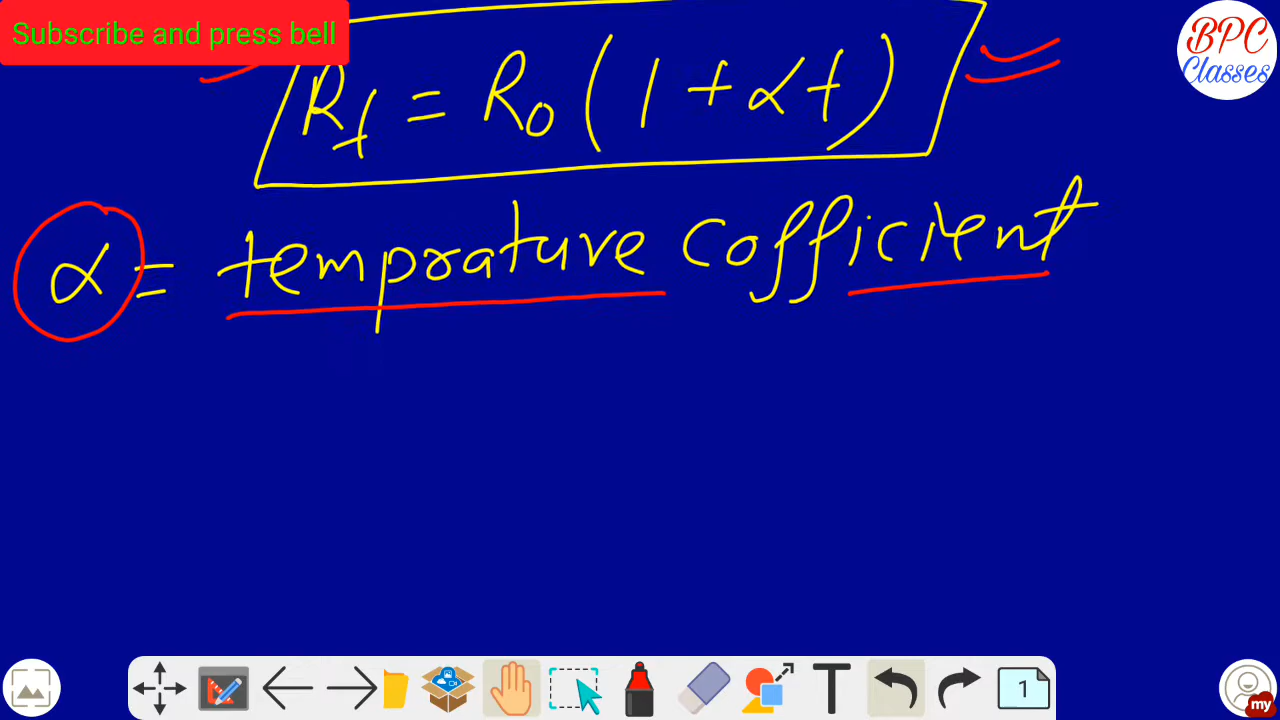 Subscribe and press bell
BPC
Classes
Rt = R0 (1 + αt)
α = temprature cofficient
1
my